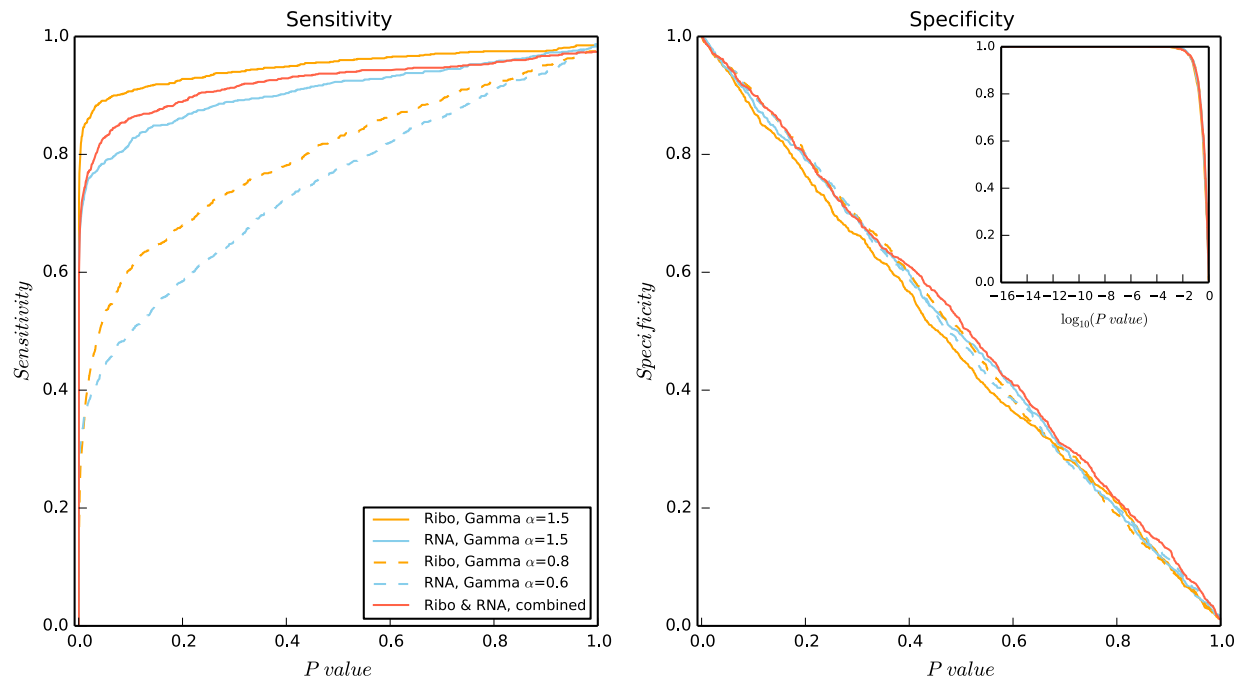 Sensitivity
1.0
0.8
0.6
0.4
0.2
0.0
Sensitivity
0.0 0.2 0.4 0.6 0.8 1.0
P value
Ribo, Gamma α=1.5
RNA, Gamma α=1.5
Ribo, Gamma α=0.8
RNA, Gamma α=0.6
Ribo & RNA, combined
Specificity
1.0
0.8
0.6
0.4
0.2
0.0
Specificity
0.0 0.2 0.4 0.6 0.8 1.0
P value
1.0
0.8
0.6
0.4
0.2
0.0
−16 −14 −12 −10 −8 −6 −4 −2 0
log₁₀(P value)